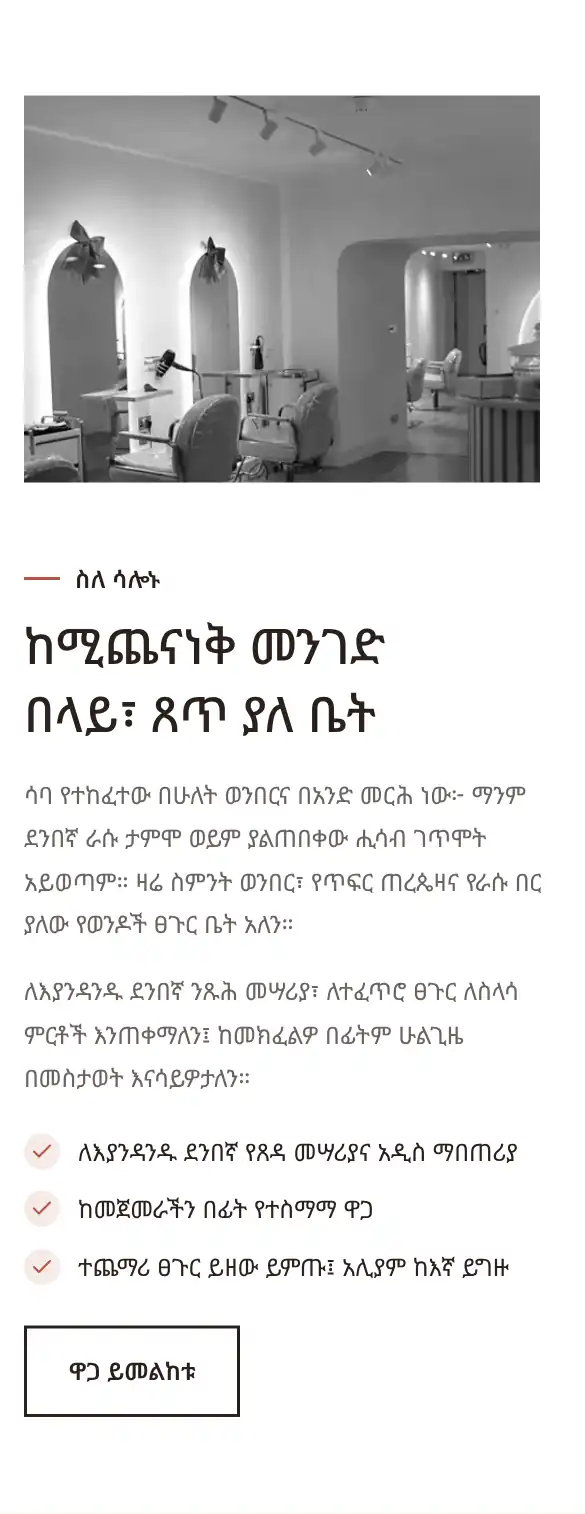 ስለ ሳሎኑ
ከሚጨናነቅ መንገድ
በላይ፣ ጸጥ ያለ ቤት
ሳባ የተከፈተው በሁለት ወንበርና በአንድ መርሕ ነው፦ ማንም
ደንበኛ ራሱ ታምሞ ወይም ያልጠበቀው ሒሳብ ገጥሞት
አይወጣም። ዛሬ ስምንት ወንበር፣ የጥፍር ጠረጴዛና የራሱ በር
ያለው የወንዶች ፀጉር ቤት አለን።
ለእያንዳንዱ ደንበኛ ንጹሕ መሣሪያ፣ ለተፈጥሮ ፀጉር ለስላሳ
ምርቶች እንጠቀማለን፤ ከመክፈልዎ በፊትም ሁልጊዜ
በመስታወት እናሳይዎታለን።
ለእያንዳንዱ ደንበኛ የጸዳ መሣሪያና አዲስ ማበጠሪያ
ከመጀመራችን በፊት የተስማማ ዋጋ
ተጨማሪ ፀጉር ይዘው ይምጡ፤ አሊያም ከእኛ ይግዙ
ዋጋ ይመልከቱ